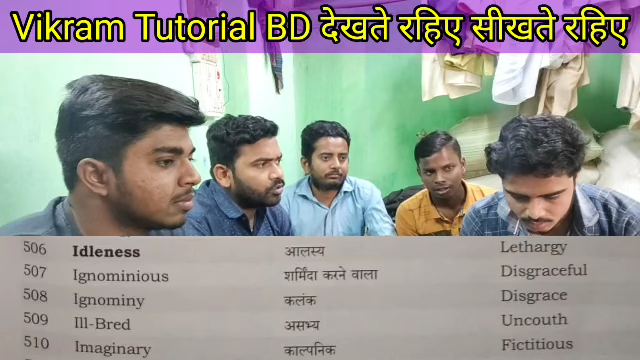 Vikram Tutorial BD देखते रहिए सीखते रहिए
506 Idleness आलस्य Lethargy
507 Ignominious शर्मिंदा करने वाला Disgraceful
508 Ignominy कलंक Disgrace
509 Ill-Bred असभ्य Uncouth
510 Imaginary काल्पनिक Fictitious